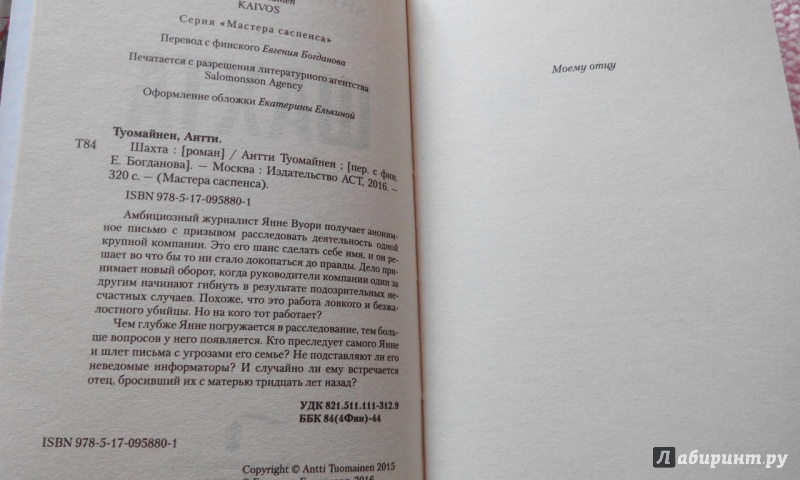 KAIVOS
Серия «Мастера саспенса»
Перевод с финского Евгения Богданова
Печатается с разрешения литературного агентства
Salomonsson Agency
Оформление обложки Екатерины Елькиной
Туомайнен, Антти.
Т84
Шахта : [роман] / Антти Туомайнен ; [пер. с фин.
Е. Богданова]. — Москва : Издательство АСТ, 2016. —
320 с. — (Мастера саспенса).
ISBN 978-5-17-095880-1
Амбициозный журналист Янне Вуори получает аноним-
ное письмо с призывом расследовать деятельность одной
крупной компании. Это его шанс сделать себе имя, и он ре-
шает во что бы то ни стало докопаться до правды. Дело при-
нимает новый оборот, когда руководители компании один за
другим начинают гибнуть в результате подозрительных не-
счастных случаев. Похоже, что это работа ловкого и безжа-
лостного убийцы. Но на кого тот работает?
Чем глубже Янне погружается в расследование, тем боль-
ше вопросов у него появляется. Кто преследует самого Янне
и шлет письма с угрозами его семье? Не подставляют ли его
неведомые информаторы? И случайно ли ему встречается
отец, бросивший их с матерью тридцать лет назад?
УДК 821.511.111-312.9
ББК 84(4Фин)-44
ISBN 978-5-17-095880-1
Copyright © Antti Tuomainen 2015
Моему отцу
Лабиринт.ру